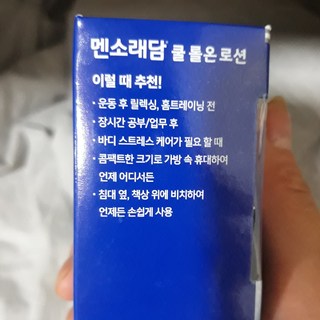 멘소래담® 쿨 롤온 로션
이럴 때 추천!
• 운동 후 릴렉싱, 홈트레이닝 전
• 장시간 공부/업무 후
• 바디 스트레스 케어가 필요 할 때
• 콤팩트한 크기로 가방 속 휴대하여
언제 어디서든
• 침대 옆, 책상 위에 비치하여
언제든 손쉽게 사용